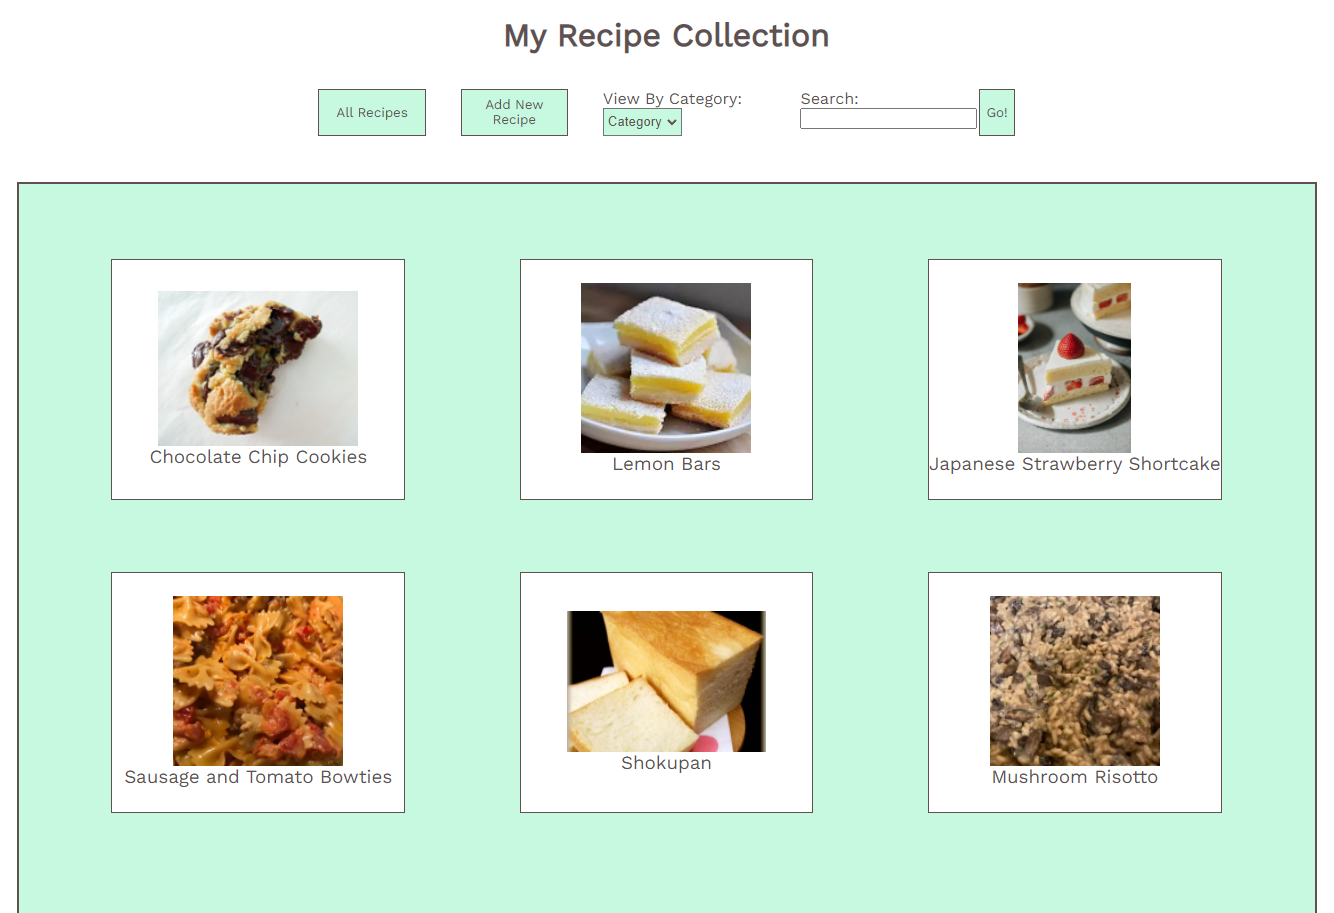 My Recipe Collection
All Recipes
Add New
Recipe
View By Category:
Category
Search:
Go!
Chocolate Chip Cookies
Lemon Bars
Japanese Strawberry Shortcake
Sausage and Tomato Bowties
Shokupan
Mushroom Risotto